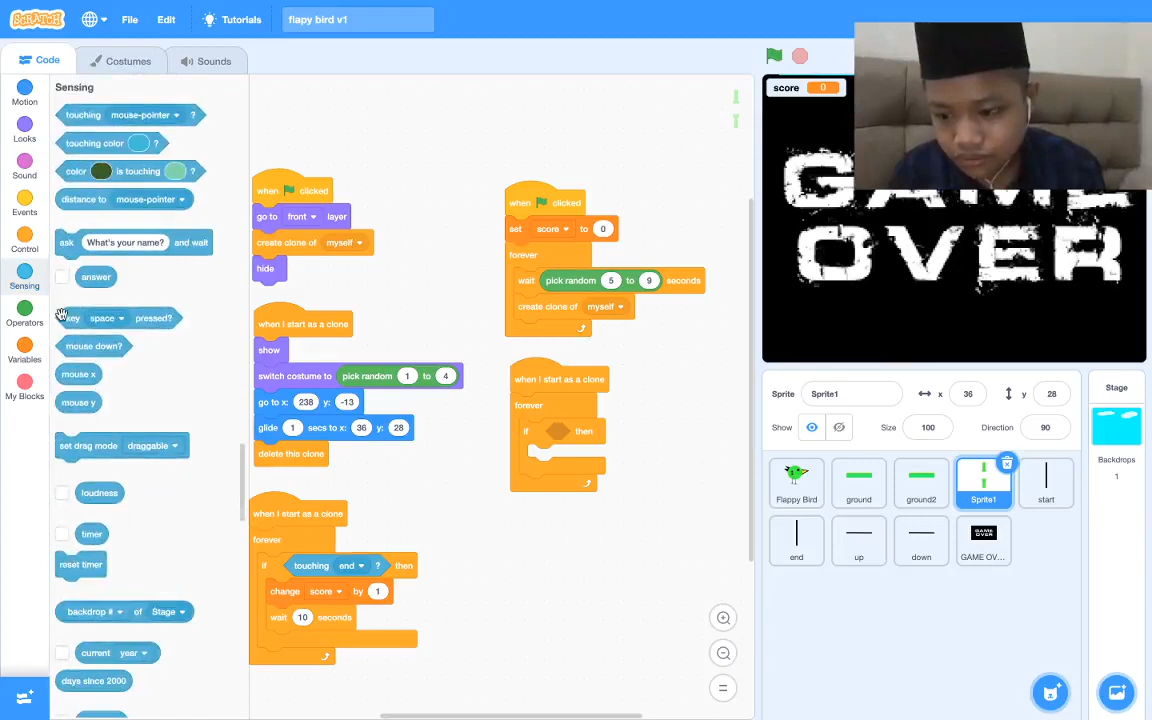 SCRATCH
File
Edit
Tutorials
flapy bird v1
Code
Costumes
Sounds
Motion
Looks
Sound
Events
Control
Sensing
Operators
Variables
My Blocks
Sensing
touching mouse-pointer ?
touching color ?
color is touching ?
distance to mouse-pointer
ask What's your name? and wait
answer
key space pressed?
mouse down?
mouse x
mouse y
set drag mode draggable
loudness
timer
reset timer
backdrop # of Stage
current year
days since 2000
when clicked
go to front layer
create clone of myself
hide
when I start as a clone
show
switch costume to pick random 1 to 4
go to x: 238 y: -13
glide 1 secs to x: 36 y: 28
delete this clone
when I start as a clone
forever
if touching end ? then
change score by 1
wait 10 seconds
when clicked
set score to 0
forever
wait pick random 5 to 9 seconds
create clone of myself
when I start as a clone
forever
if then
score 0
GAME
OVER
Sprite Sprite1 x 36 y 28
Show Size 100 Direction 90
Flappy Bird
ground
ground2
Sprite1
start
end
up
down
GAME OVER
GAME OV...
Stage
Backdrops
1